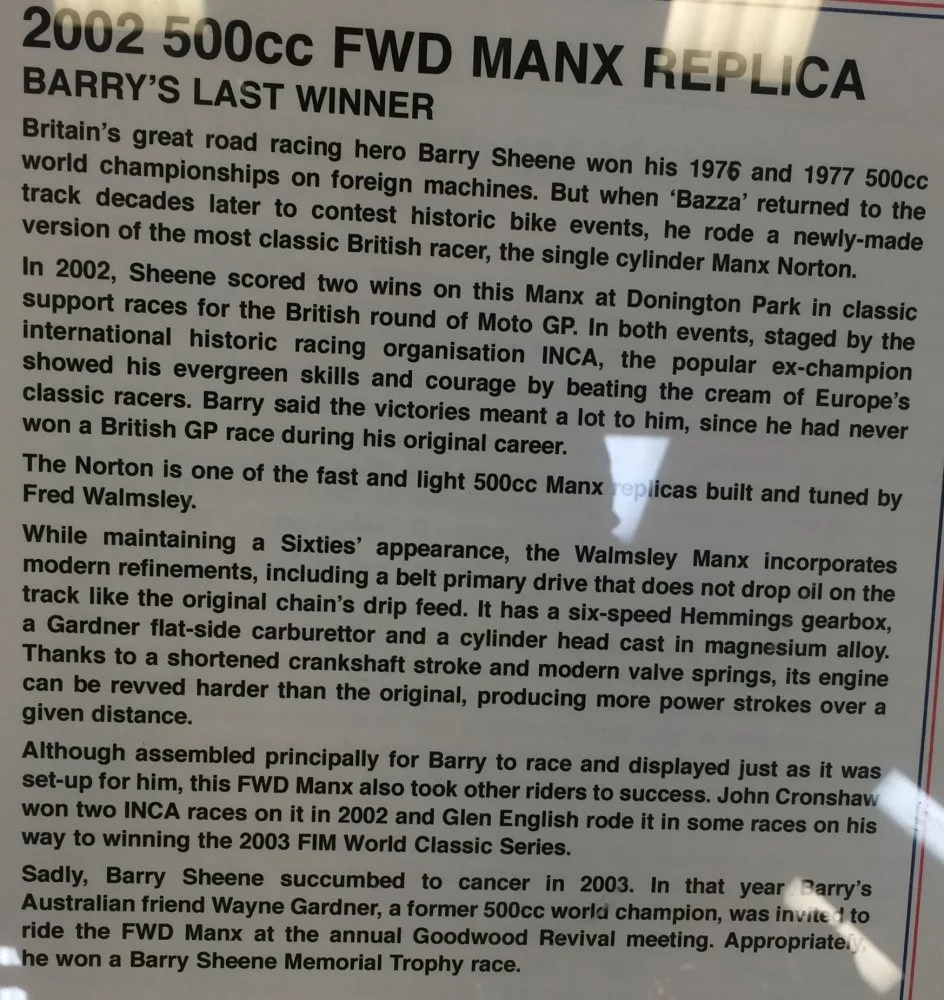 2002 500cc FWD MANX REPLICA
BARRY'S LAST WINNER
Britain's great road racing hero Barry Sheene won his 1976 and 1977 500cc
world championships on foreign machines. But when 'Bazza' returned to the
track decades later to contest historic bike events, he rode a newly-made
version of the most classic British racer, the single cylinder Manx Norton.
In 2002, Sheene scored two wins on this Manx at Donington Park in classic
support races for the British round of Moto GP. In both events, staged by the
international historic racing organisation INCA, the popular ex-champion
showed his evergreen skills and courage by beating the cream of Europe's
classic racers. Barry said the victories meant a lot to him, since he had never
won a British GP race during his original career.
The Norton is one of the fast and light 500cc Manx replicas built and tuned by
Fred Walmsley.
While maintaining a Sixties' appearance, the Walmsley Manx incorporates
modern refinements, including a belt primary drive that does not drop oil on the
track like the original chain's drip feed. It has a six-speed Hemmings gearbox,
a Gardner flat-side carburettor and a cylinder head cast in magnesium alloy.
Thanks to a shortened crankshaft stroke and modern valve springs, its engine
can be revved harder than the original, producing more power strokes over a
given distance.
Although assembled principally for Barry to race and displayed just as it was
set-up for him, this FWD Manx also took other riders to success. John Cronshaw
won two INCA races on it in 2002 and Glen English rode it in some races on his
way to winning the 2003 FIM World Classic Series.
Sadly, Barry Sheene succumbed to cancer in 2003. In that year Barry's
Australian friend Wayne Gardner, a former 500cc world champion, was invited to
ride the FWD Manx at the annual Goodwood Revival meeting. Appropriately,
he won a Barry Sheene Memorial Trophy race.